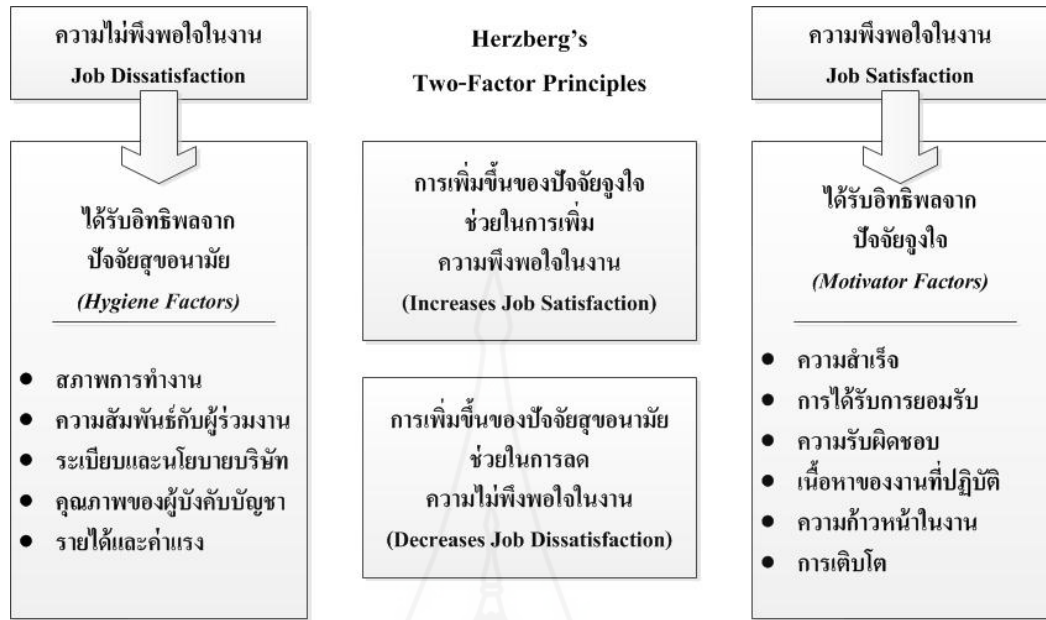 ความไม่พึงพอใจในงาน
Job Dissatisfaction
ได้รับอิทธิพลจาก
ปัจจัยสุขอนามัย
(Hygiene Factors)
สภาพการทำงาน
ความสัมพันธ์กับผู้ร่วมงาน
ระเบียบและนโยบายบริษัท
คุณภาพของผู้บังคับบัญชา
รายได้และค่าแรง
Herzberg’s
Two-Factor Principles
การเพิ่มขึ้นของปัจจัยจูงใจ
ช่วยในการเพิ่ม
ความพึงพอใจในงาน
(Increases Job Satisfaction)
การเพิ่มขึ้นของปัจจัยสุขอนามัย
ช่วยในการลด
ความไม่พึงพอใจในงาน
(Decreases Job Dissatisfaction)
ความพึงพอใจในงาน
Job Satisfaction
ได้รับอิทธิพลจาก
ปัจจัยจูงใจ
(Motivator Factors)
ความสำเร็จ
การได้รับการยอมรับ
ความรับผิดชอบ
เนื้อหาของงานที่ปฏิบัติ
ความก้าวหน้าในงาน
การเติบโต